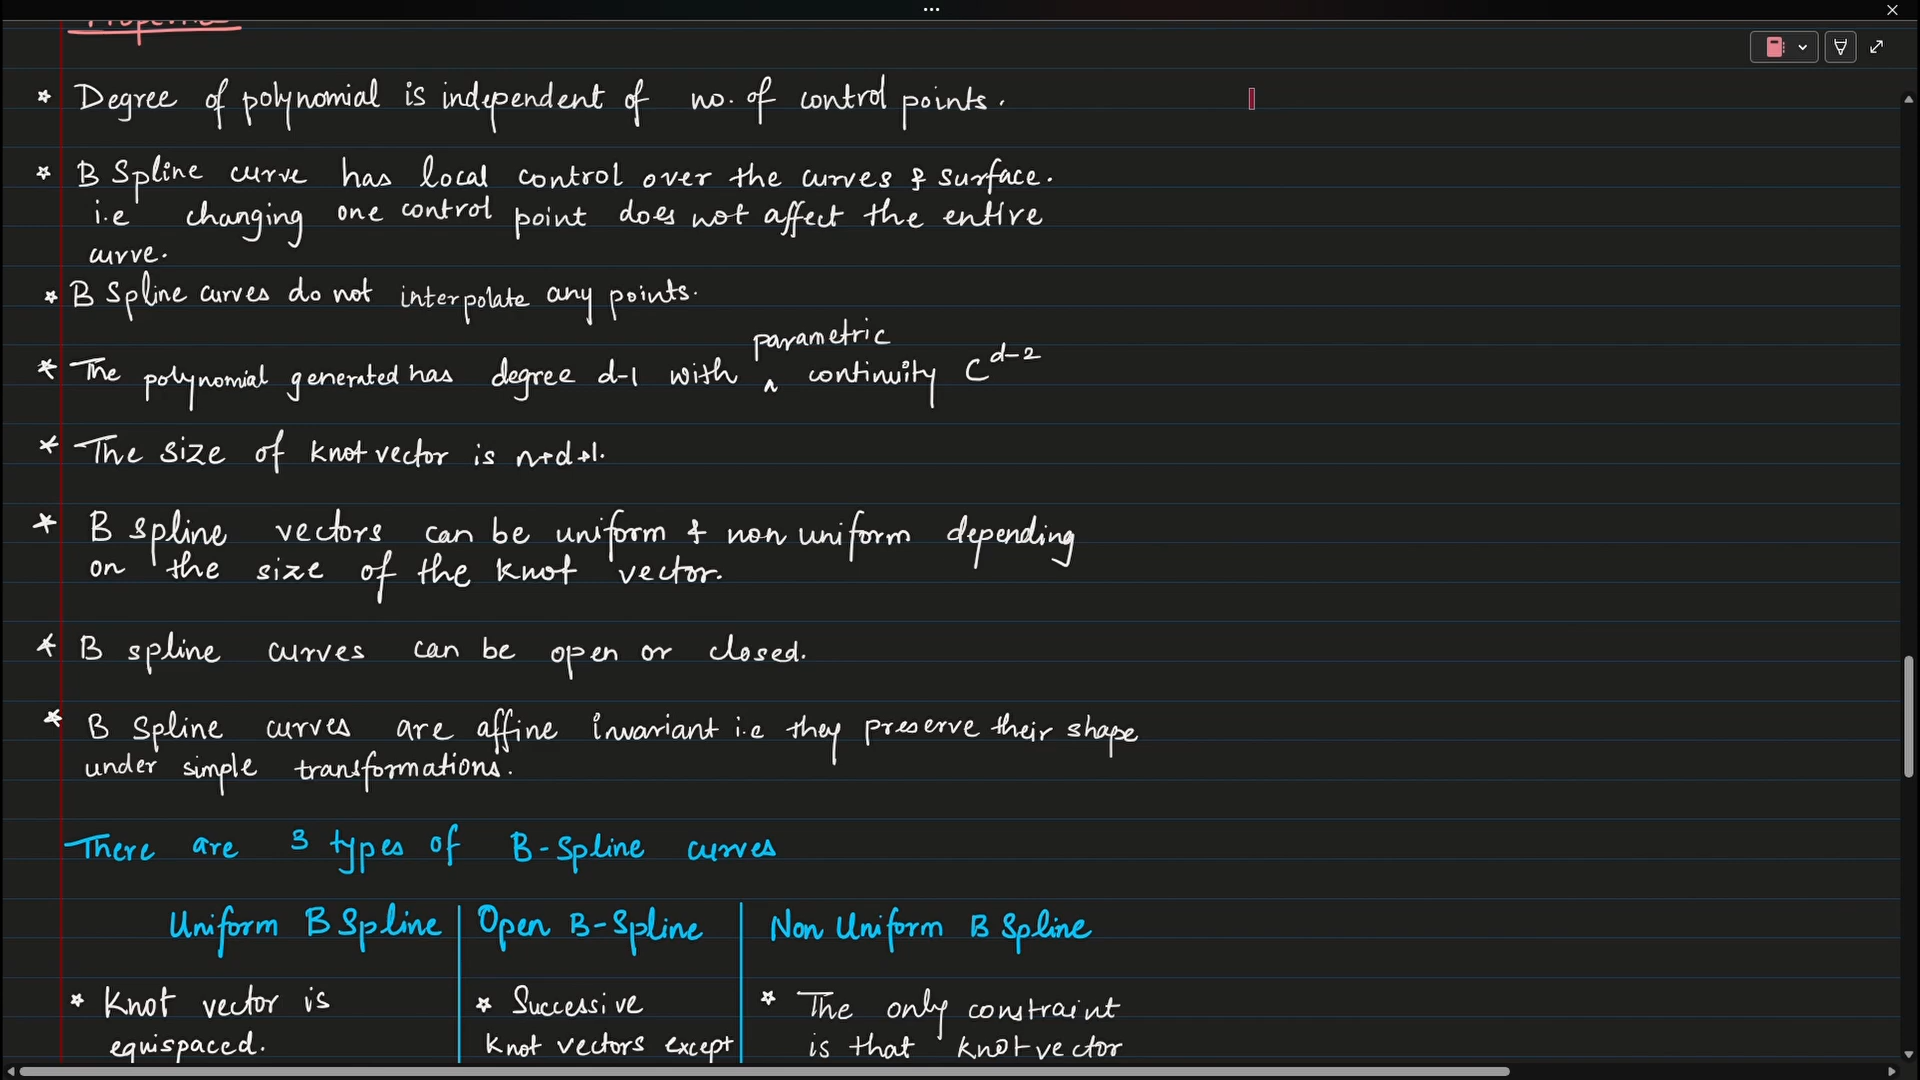 * Degree of polynomial is independent of no. of control points.
* B Spline curve has local control over the curves & surface.
i.e changing one control point does not affect the entire
curve.
* B Spline curves do not interpolate any points.
parametric
* The polynomial generated has degree d-1 with ^ continuity C^d-2
* The size of knot vector is n+d+1.
* B spline vectors can be uniform & non uniform depending
on the size of the knot vector.
* B spline curves can be open or closed.
* B Spline curves are affine invariant i.e they preserve their shape
under simple transformations.
There are 3 types of B-Spline curves
Uniform B Spline | Open B-Spline | Non Uniform B Spline
* Knot vector is
equispaced.
* Successive
knot vectors except
* The only constraint
is that knot vector